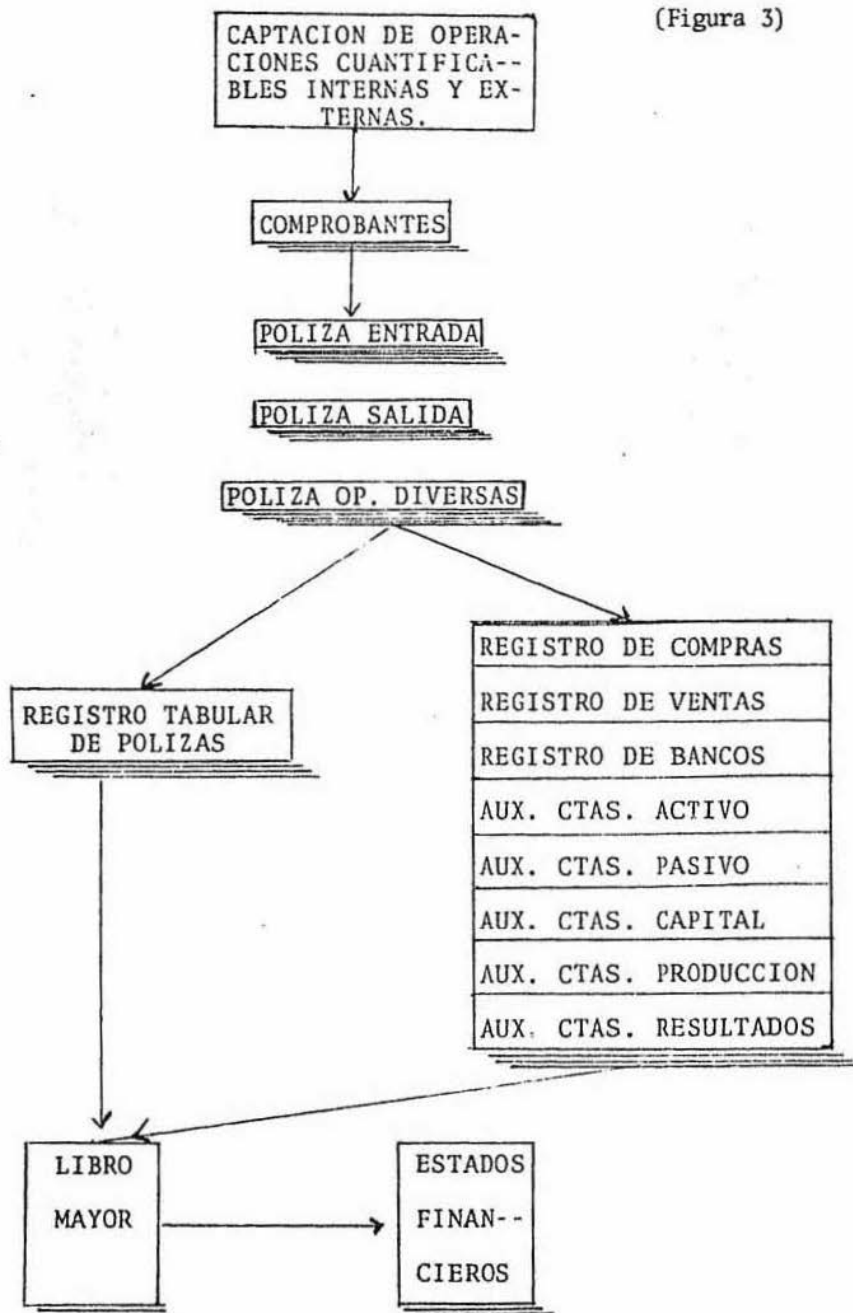 (Figura 3)
CAPTACION DE OPERA-
CIONES CUANTIFICA--
BLES INTERNAS Y EX-
TERNAS.
COMPROBANTES
POLIZA ENTRADA
POLIZA SALIDA
POLIZA OP. DIVERSAS
REGISTRO TABULAR
DE POLIZAS
REGISTRO DE COMPRAS
REGISTRO DE VENTAS
REGISTRO DE BANCOS
AUX. CTAS. ACTIVO
AUX. CTAS. PASIVO
AUX. CTAS. CAPITAL
AUX. CTAS. PRODUCCION
AUX. CTAS. RESULTADOS
LIBRO
MAYOR
ESTADOS
FINAN--
CIEROS